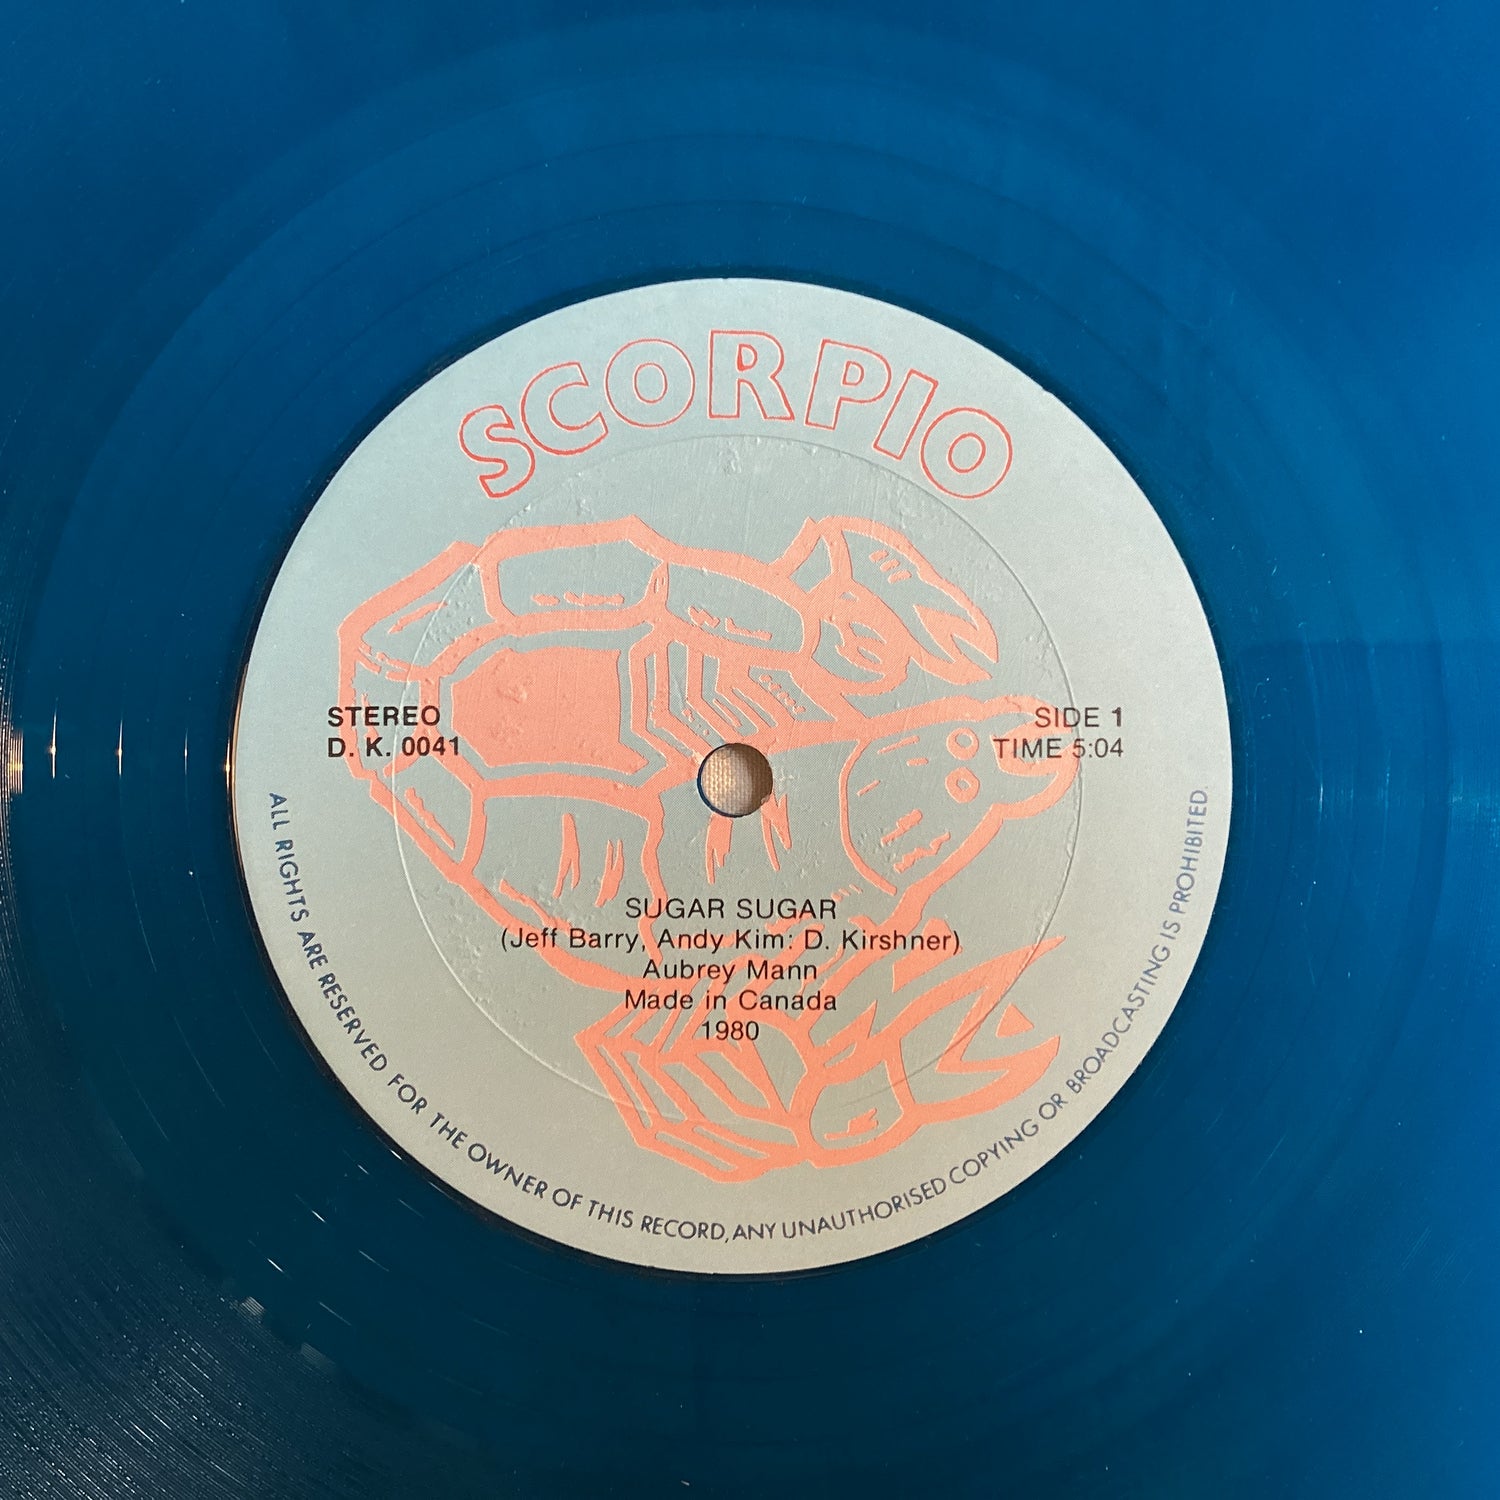 SCORPIO
STEREO
D. K. 0041
SIDE 1
TIME 5:04
SUGAR SUGAR
(Jeff Barry, Andy Kim: D. Kirshner)
Aubrey Mann
Made in Canada
1980
ALL RIGHTS ARE RESERVED FOR THE OWNER OF THIS RECORD, ANY UNAUTHORISED COPYING OR BROADCASTING IS PROHIBITED.